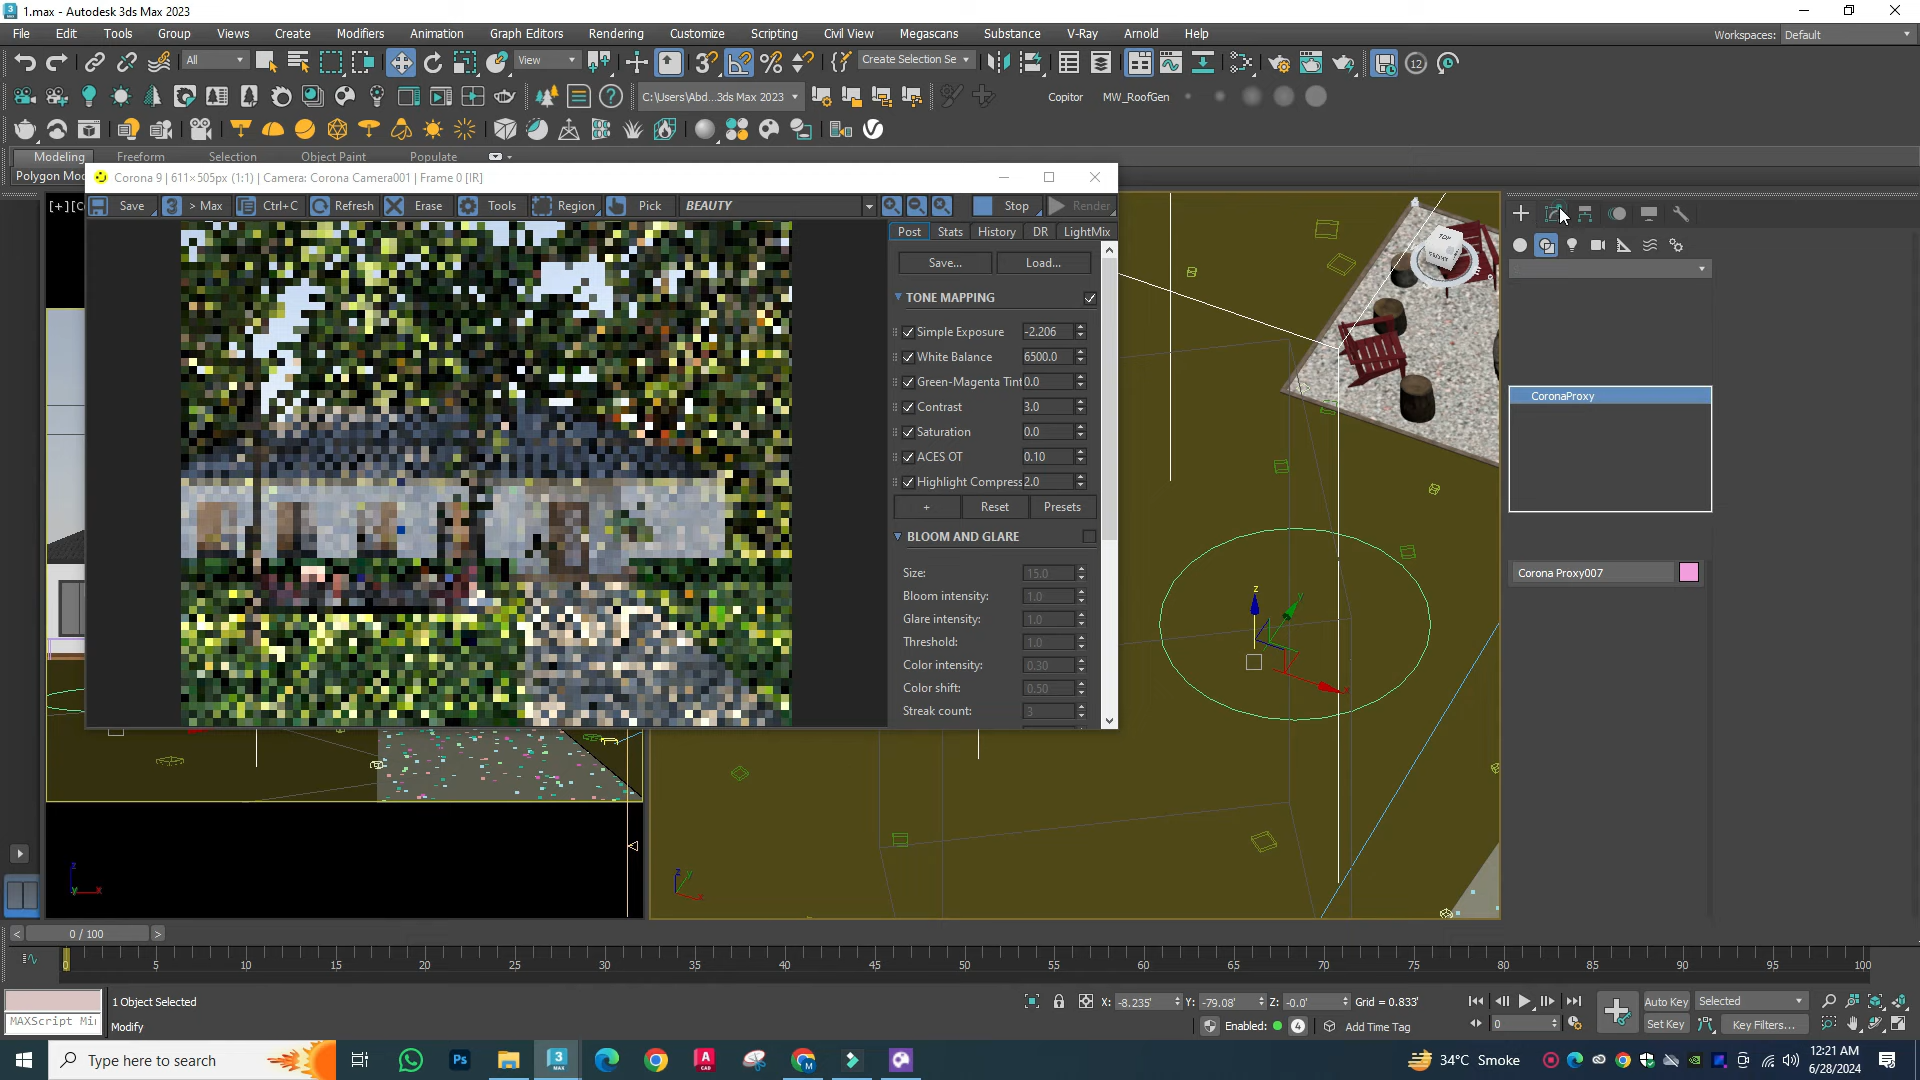 1.max - Autodesk 3ds Max 2023
File Edit Tools Group Views Create Modifiers Animation Graph Editors Rendering Customize Scripting Civil View Megascans Substance V-Ray Arnold Help
Workspaces: Default
All
View
Create Selection Se
C:\Users\Abd...3ds Max 2023
Copitor MW_RoofGen
Modeling Freeform Selection Object Paint Populate
Polygon Mod
Corona 9 | 611×505px (1:1) | Camera: Corona Camera001 | Frame 0 [IR]
Save > Max Ctrl+C Refresh Erase Tools Region Pick BEAUTY Stop Render
Post Stats History DR LightMix
Save... Load...
TONE MAPPING
Simple Exposure -2.206
White Balance 6500.0
Green-Magenta Tint 0.0
Contrast 3.0
Saturation 0.0
ACES OT 0.10
Highlight Compress 2.0
+ Reset Presets
BLOOM AND GLARE
Size: 15.0
Bloom intensity: 1.0
Glare intensity: 1.0
Threshold: 1.0
Color intensity: 0.30
Color shift: 0.50
Streak count: 3
TOP
FRONT
CoronaProxy
Corona Proxy007
z
y
x
z
y
x
z
y
x
< 0 / 100 >
0 5 10 15 20 25 30 35 40 45 50 55 60 65 70 75 80 85 90 95 100
1 Object Selected
X: -8.235' Y: -79.08' Z: -0.0' Grid = 0.833'
Auto Key Selected
MAXScript Mi
Modify
Enabled: 4 Add Time Tag
0
Set Key Key Filters...
Type here to search
34°C Smoke
12:21 AM
6/28/2024